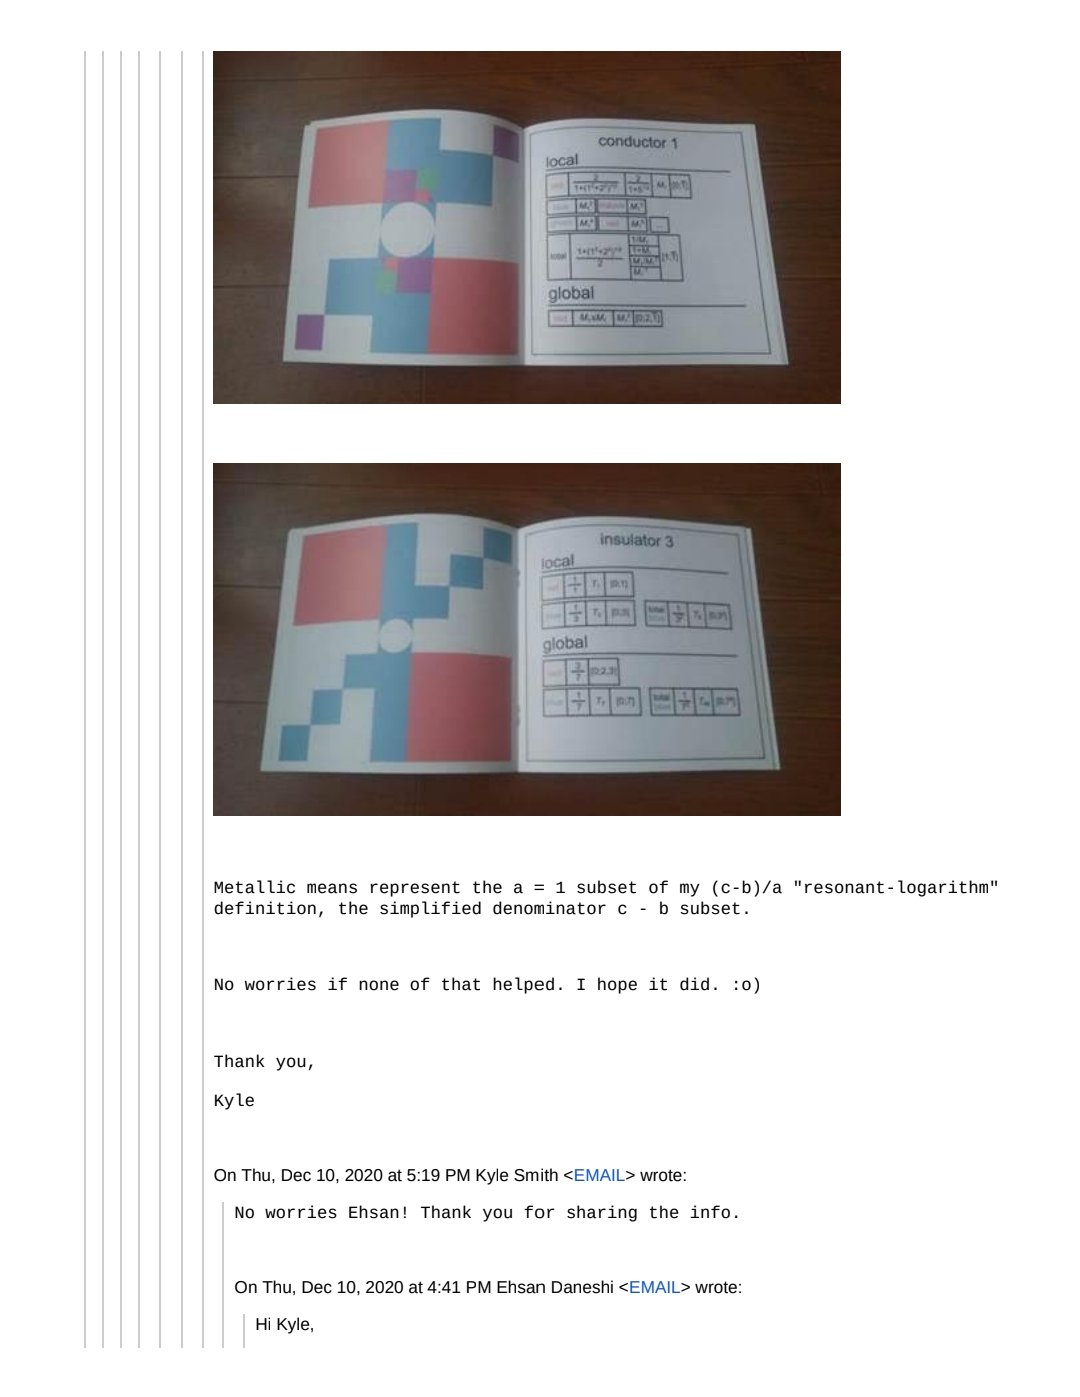 conductor 1
local
global
insulator 3
local
global
Metallic means represent the a = 1 subset of my (c-b)/a "resonant-logarithm"
definition, the simplified denominator c - b subset.
No worries if none of that helped. I hope it did. :o)
Thank you,
Kyle
On Thu, Dec 10, 2020 at 5:19 PM Kyle Smith <EMAIL> wrote:
No worries Ehsan! Thank you for sharing the info.
On Thu, Dec 10, 2020 at 4:41 PM Ehsan Daneshi <EMAIL> wrote:
Hi Kyle,